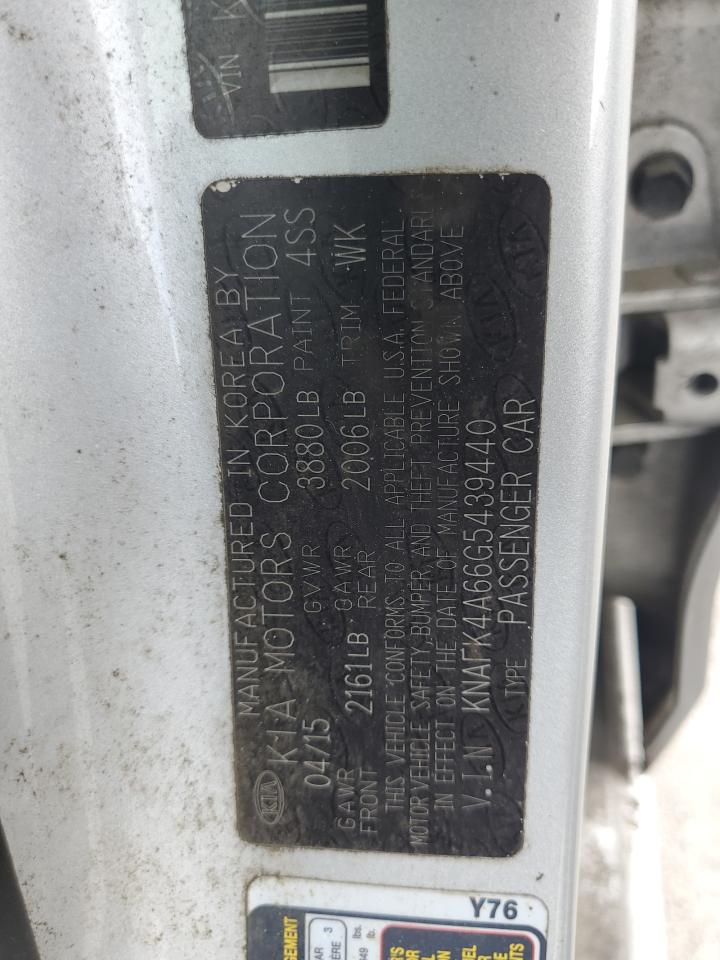 VIN K
MANUFACTURED IN KOREA BY
KIA KIA MOTORS CORPORATION
04/15 GVWR 3880LB PAINT 4SS
GAWR FRONT 2161LB GAWR REAR 2006LB TRIM WK
THIS VEHICLE CONFORMS TO ALL APPLICABLE U.S.A. FEDERAL
MOTOR VEHICLE SAFETY, BUMPER, AND THEFT PREVENTION STANDARD
IN EFFECT ON THE DATE OF MANUFACTURE SHOWN ABOVE
V.I.N KNAFK4A66G5439440
TYPE PASSENGER CAR
Y76